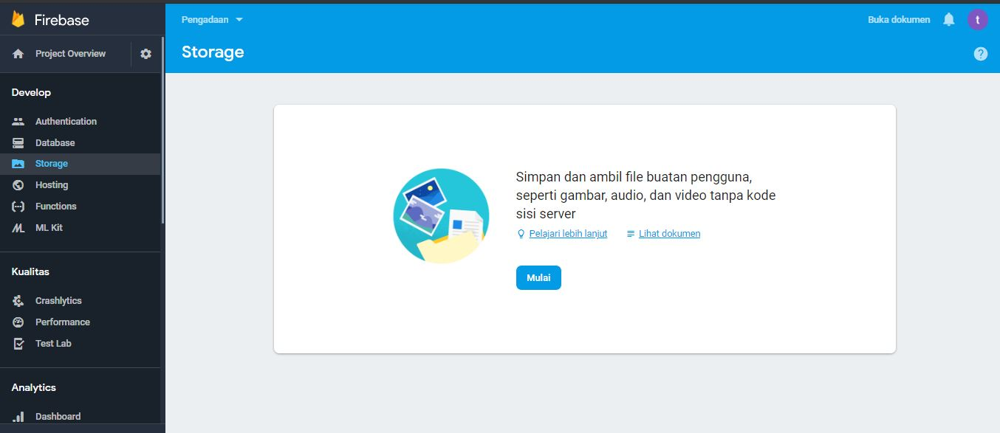 Firebase
Project Overview
Develop
Authentication
Database
Storage
Hosting
Functions
ML Kit
Kualitas
Crashlytics
Performance
Test Lab
Analytics
Dashboard
Pengadaan
Buka dokumen
t
Storage
?
Simpan dan ambil file buatan pengguna,
seperti gambar, audio, dan video tanpa kode
sisi server
Pelajari lebih lanjut
Lihat dokumen
Mulai